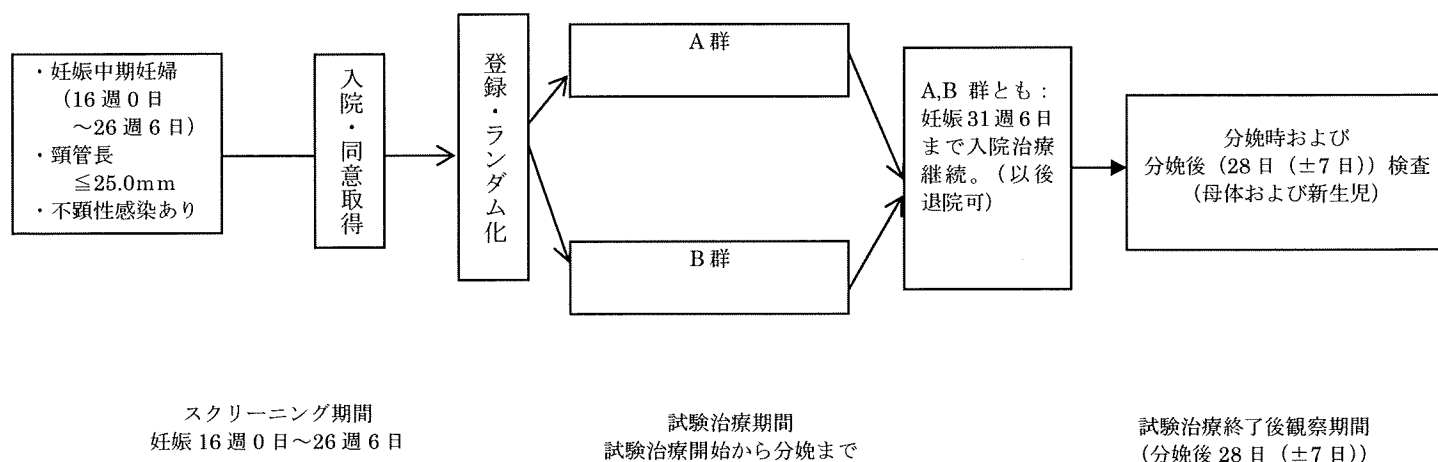 ・妊娠中期妊婦
(16週0日
～26週6日)
・頸管長
≦25.0mm
・不顕性感染あり
入院・同意取得
登録・ランダム化
A群
B群
A,B 群とも：
妊娠31週6日
まで入院治療
継続。（以後
退院可）
分娩時および
分娩後（28日（±7日））検査
（母体および新生児）
スクリーニング期間
妊娠16週0日～26週6日
試験治療期間
試験治療開始から分娩まで
試験治療終了後観察期間
（分娩後28日（±7日））